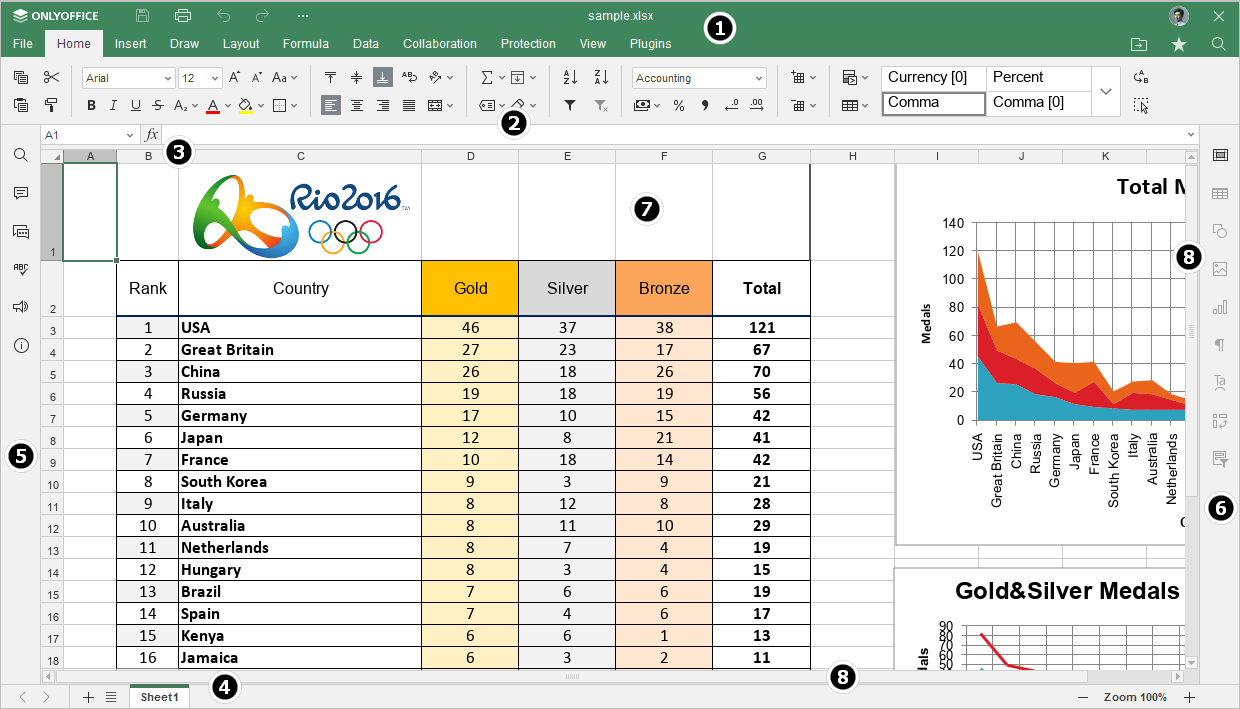 ONLYOFFICE
sample.xlsx
1
File Home Insert Draw Layout Formula Data Collaboration Protection View Plugins
Arial 12 Aa Accounting Currency [0] Percent
B I U S A A % Comma Comma [0]
2
A1 fx
3
A B C D E F G H I J K
Rio2016™
7
1
Total M
8
140
120
100
80
60
40
20
0
Medals
USA Great Britain China Russia Germany Japan France South Korea Italy Australia Netherlands
2 Rank Country Gold Silver Bronze Total
3 1 USA 46 37 38 121
4 2 Great Britain 27 23 17 67
5 3 China 26 18 26 70
6 4 Russia 19 18 19 56
7 5 Germany 17 10 15 42
8 6 Japan 12 8 21 41
5
9 7 France 10 18 14 42
10 8 South Korea 9 3 9 21
11 9 Italy 8 12 8 28
6
12 10 Australia 8 11 10 29
13 11 Netherlands 8 7 4 19
14 12 Hungary 8 3 4 15
15 13 Brazil 7 6 6 19
16 14 Spain 7 4 6 17
17 15 Kenya 6 6 1 13
18 16 Jamaica 6 3 2 11
Gold&Silver Medals
90
80
70
60
50
dals
4
8
Sheet1
Zoom 100%